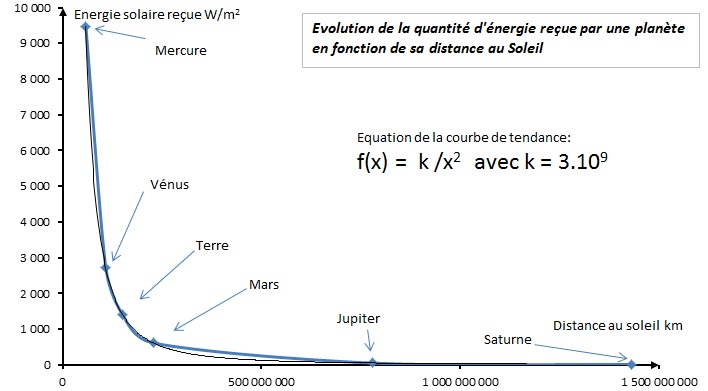 Energie solaire reçue W/m²
Evolution de la quantité d'énergie reçue par une planète
en fonction de sa distance au Soleil
10 000
9 000
8 000
7 000
6 000
5 000
4 000
3 000
2 000
1 000
0
Mercure
Equation de la courbe de tendance:
f(x) = k /x² avec k = 3.10⁹
Vénus
Terre
Mars
Jupiter
Saturne
Distance au soleil km
0
500 000 000
1 000 000 000
1 500 000 000